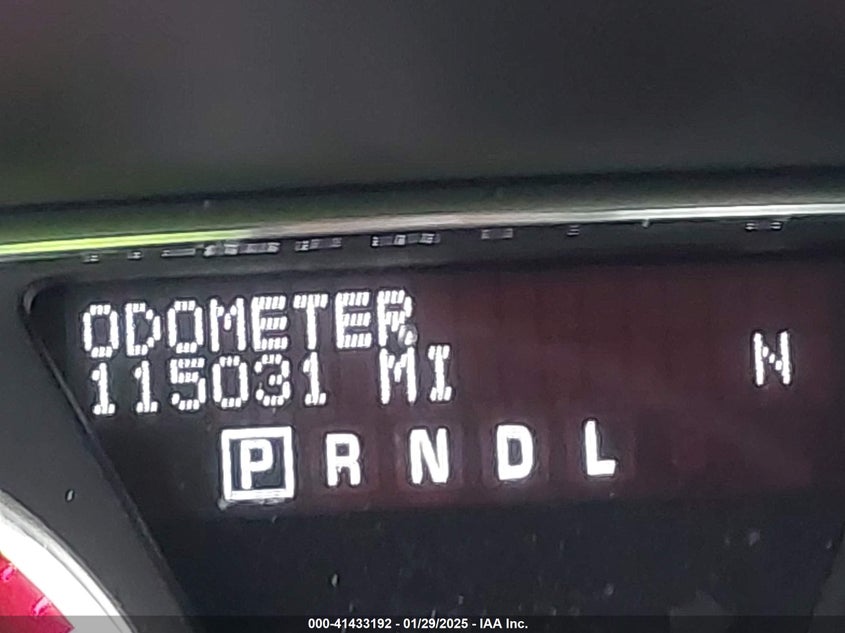 ODOMETER
115031 MI N
P R N D L
000-41433192 - 01/29/2025 - IAA Inc.